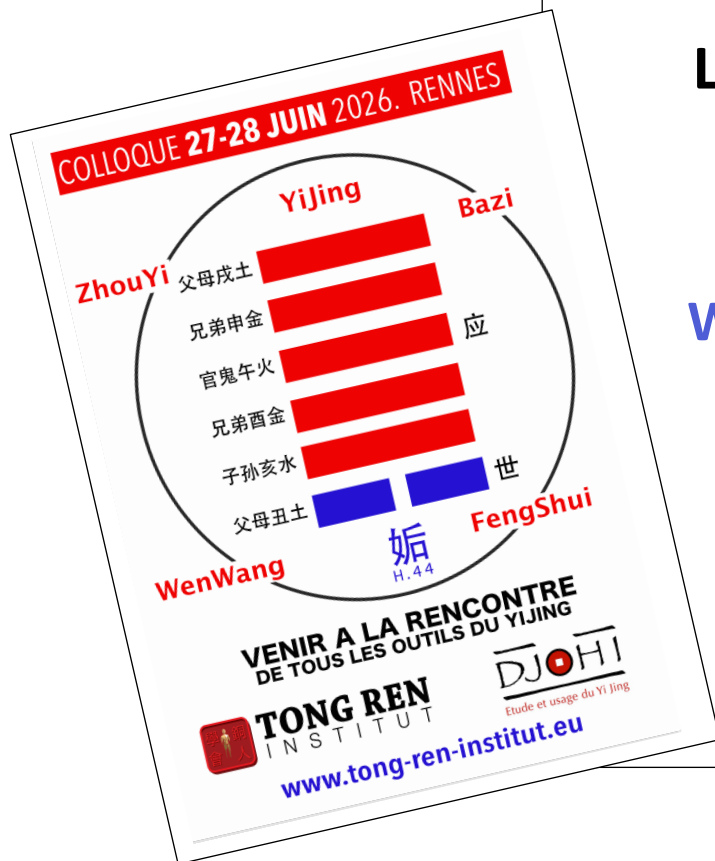 L
W
COLLOQUE 27-28 JUIN 2026. RENNES
YiJing
Bazi
ZhouYi
父母戌土
兄弟申金
官鬼午火 应
兄弟酉金
子孙亥水
父母丑土 世
FengShui
姤
H.44
WenWang
VENIR A LA RENCONTRE
DE TOUS LES OUTILS DU YIJING
TONG REN
INSTITUT
DJOHI
Etude et usage du Yi Jing
www.tong-ren-institut.eu